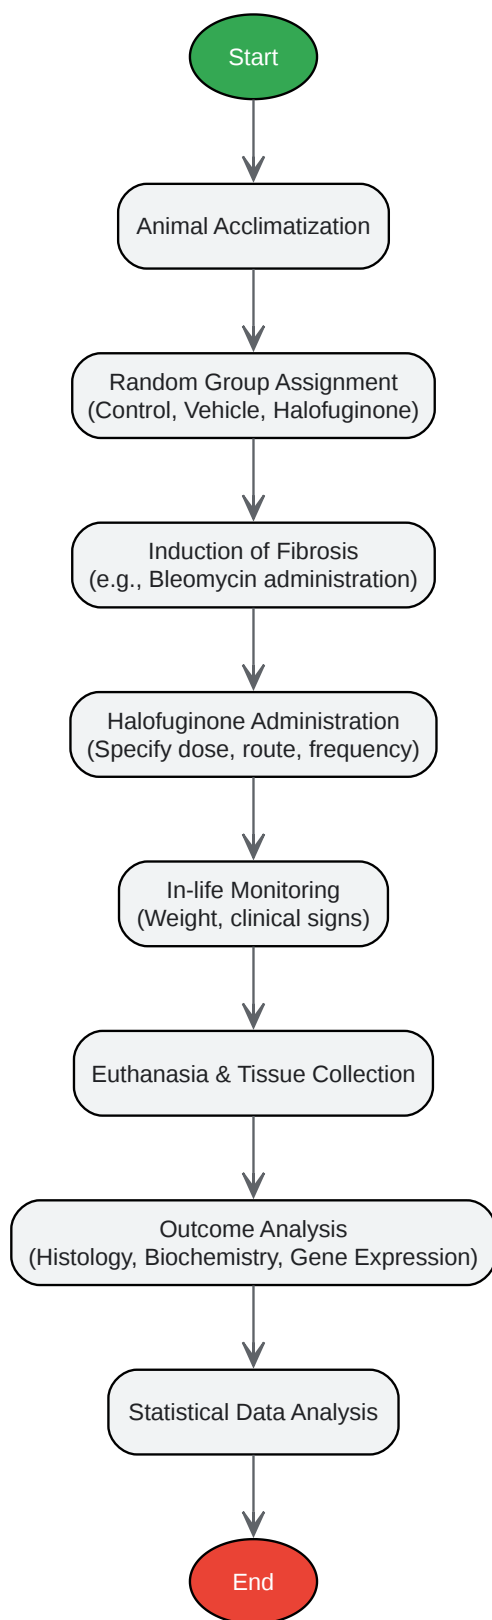 Start
Animal Acclimatization
Random Group Assignment
(Control, Vehicle, Halofuginone)
Induction of Fibrosis
(e.g., Bleomycin administration)
Halofuginone Administration
(Specify dose, route, frequency)
In-life Monitoring
(Weight, clinical signs)
Euthanasia & Tissue Collection
Outcome Analysis
(Histology, Biochemistry, Gene Expression)
Statistical Data Analysis
End